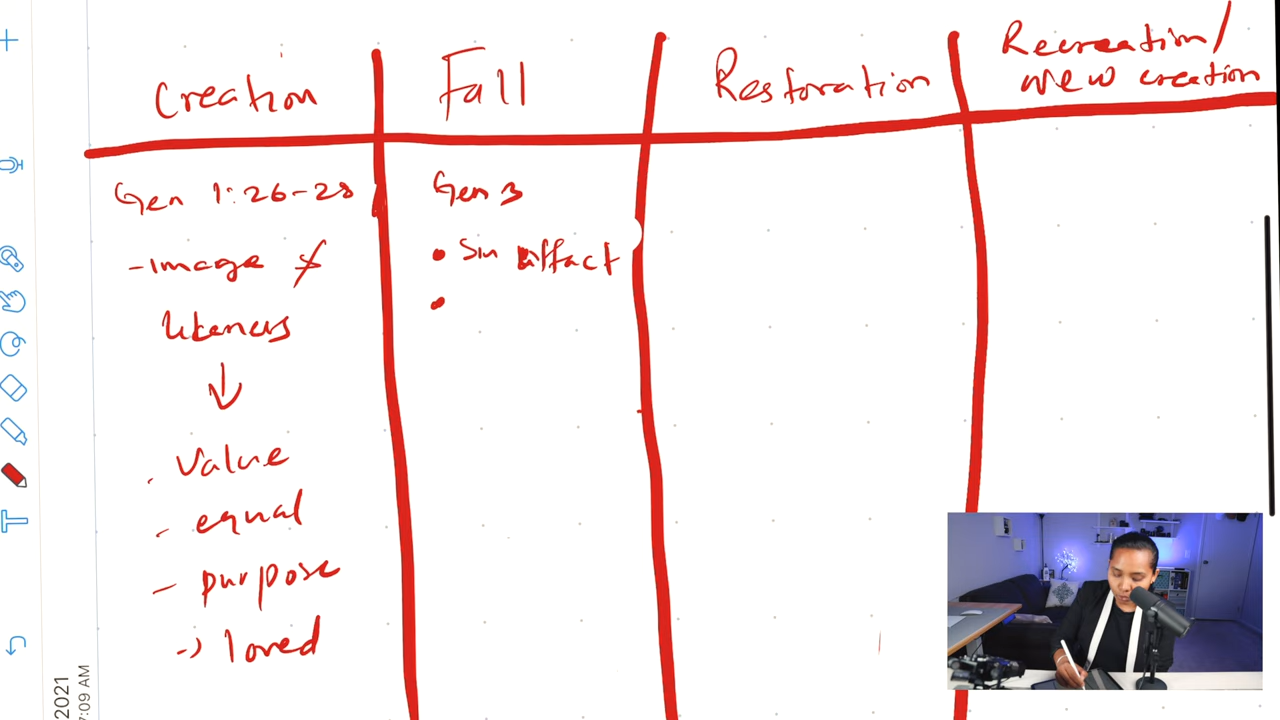 Creation
Fall
Restoration
Recreation/
New creation
Gen 1:26-28
- image &
likeness
↓
. Value
- equal
- purpose
-> loved
Gen 3
• Sin affact
•
2021
7:09 AM